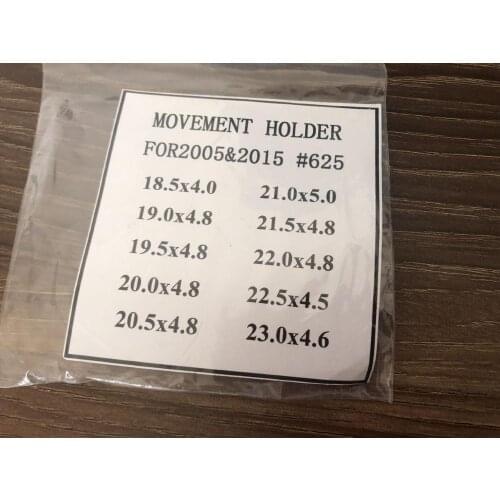 MOVEMENT HOLDER
FOR2005&2015 #625
18.5x4.0 21.0x5.0
19.0x4.8 21.5x4.8
19.5x4.8 22.0x4.8
20.0x4.8 22.5x4.5
20.5x4.8 23.0x4.6